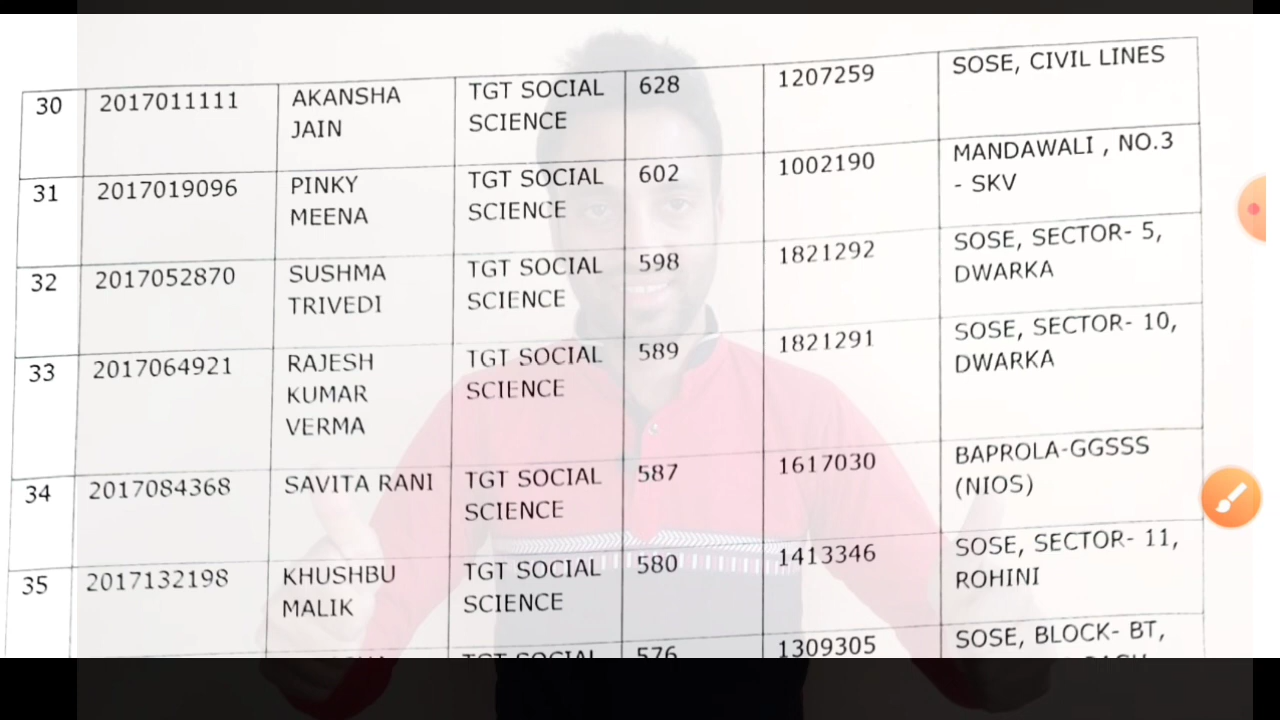 30 2017011111 AKANSHA JAIN TGT SOCIAL SCIENCE 628 1207259 SOSE, CIVIL LINES
31 2017019096 PINKY MEENA TGT SOCIAL SCIENCE 602 1002190 MANDAWALI , NO.3 - SKV
32 2017052870 SUSHMA TRIVEDI TGT SOCIAL SCIENCE 598 1821292 SOSE, SECTOR- 5, DWARKA
33 2017064921 RAJESH KUMAR VERMA TGT SOCIAL SCIENCE 589 1821291 SOSE, SECTOR- 10, DWARKA
34 2017084368 SAVITA RANI TGT SOCIAL SCIENCE 587 1617030 BAPROLA-GGSSS (NIOS)
35 2017132198 KHUSHBU MALIK TGT SOCIAL SCIENCE 580 1413346 SOSE, SECTOR- 11, ROHINI
TGT SOCIAL 576 1309305 SOSE, BLOCK- BT,